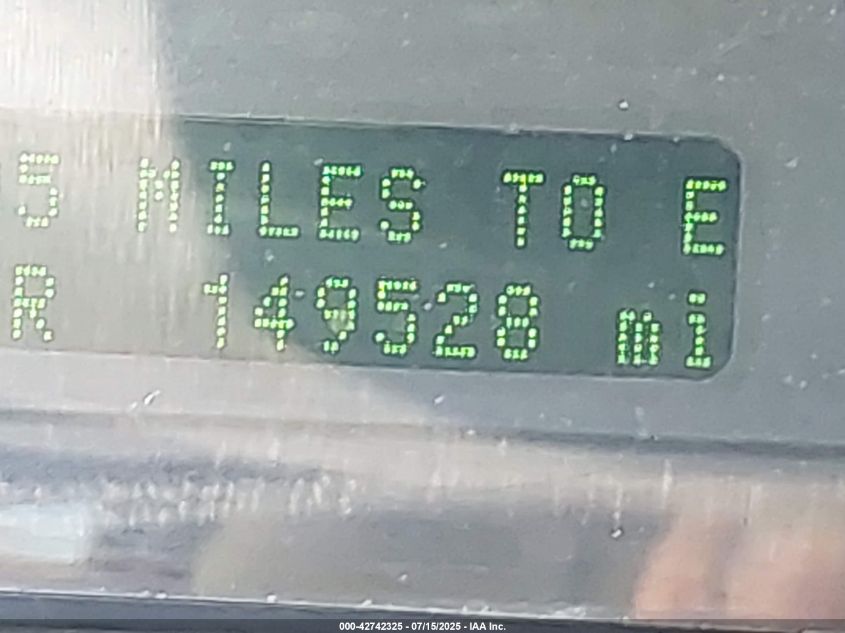 5 MILES TO E
R 149528 mi
000-42742325 - 07/15/2025 - IAA Inc.